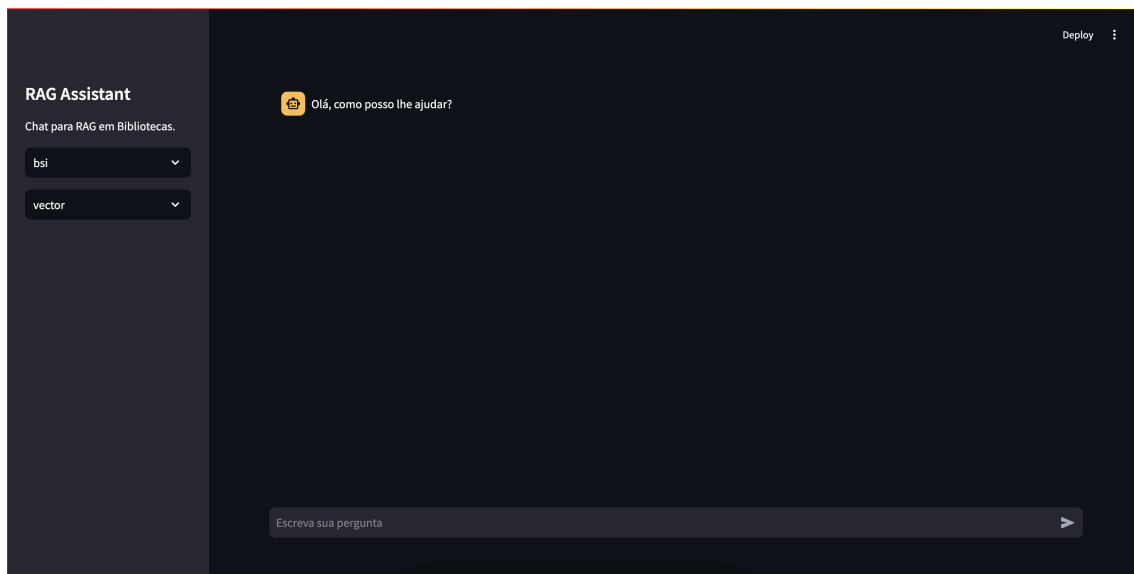 Deploy
RAG Assistant
Chat para RAG em Bibliotecas.
bsi
vector
Olá, como posso lhe ajudar?
Escreva sua pergunta